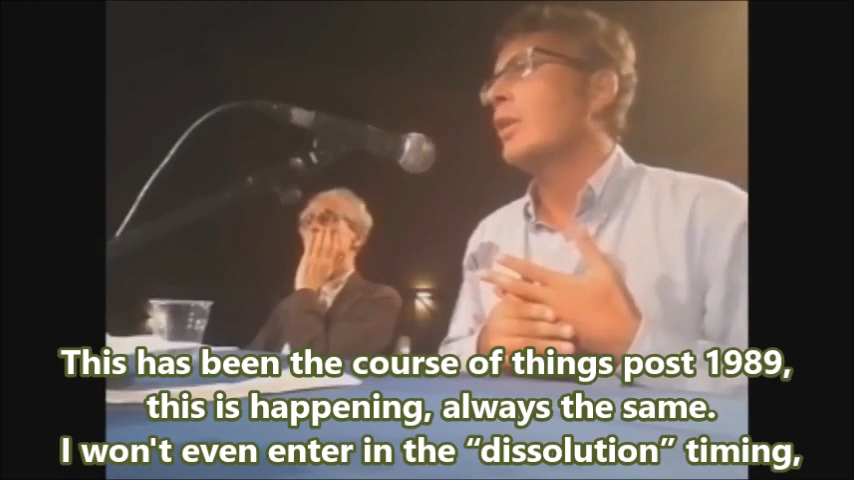 This has been the course of things post 1989,
this is happening, always the same.
I won't even enter in the “dissolution” timing,